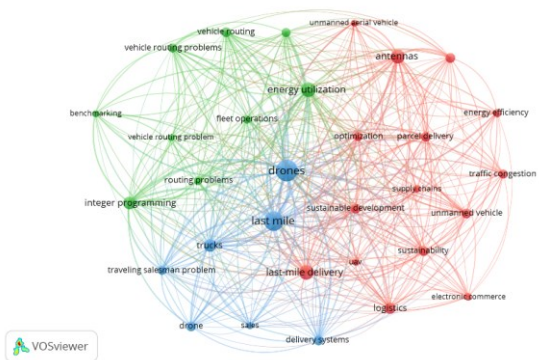 unmanned aerial vehicle
vehicle routing
vehicle routing problems
antennas
energy utilization
benchmarking
fleet operations
energy efficiency
vehicle routing problem
optimization
parcel delivery
drones
traffic congestion
routing problems
supply chains
integer programming
sustainable development
unmanned vehicle
last mile
trucks
sustainability
traveling salesman problem
last-mile delivery
uav
electronic commerce
logistics
drone
sales
delivery systems
VOSviewer